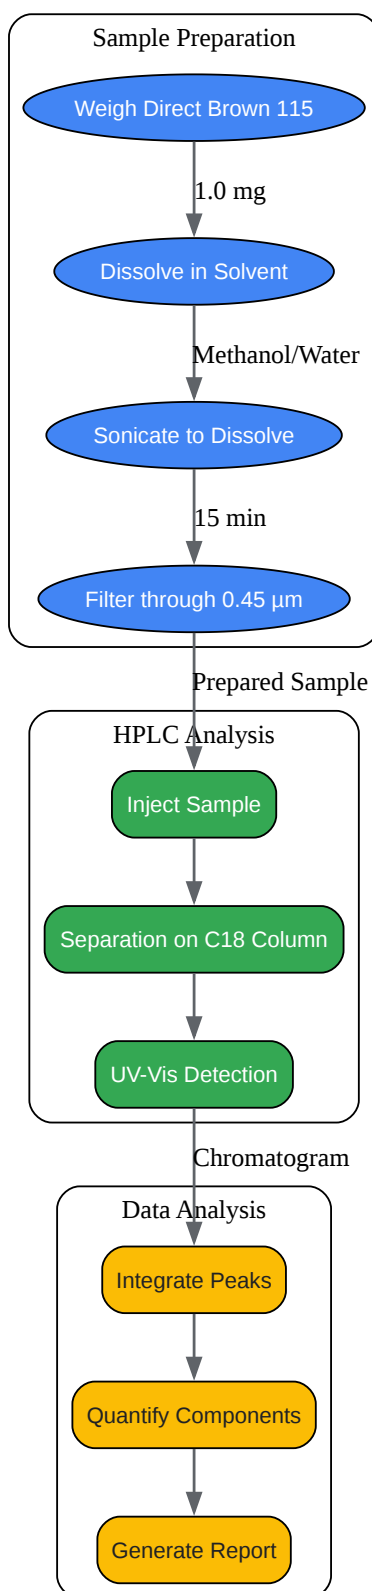 Sample Preparation
Weigh Direct Brown 115
1.0 mg
Dissolve in Solvent
Methanol/Water
Sonicate to Dissolve
15 min
Filter through 0.45 µm
Prepared Sample
HPLC Analysis
Inject Sample
Separation on C18 Column
UV-Vis Detection
Chromatogram
Data Analysis
Integrate Peaks
Quantify Components
Generate Report